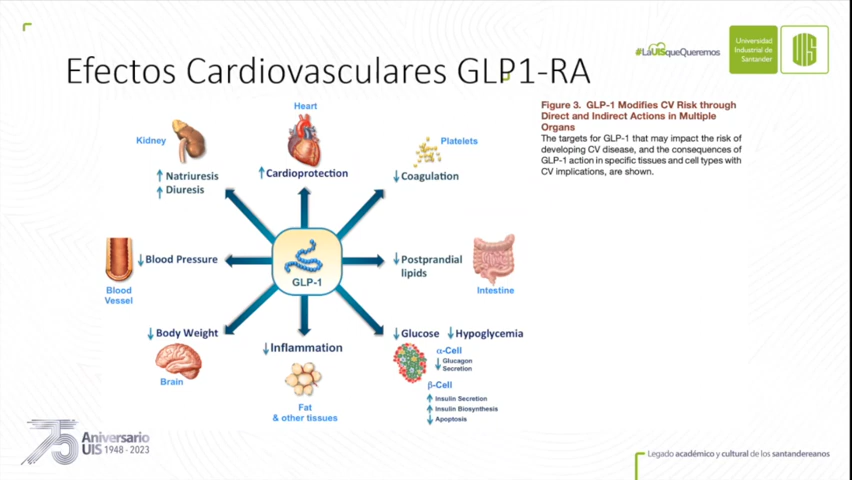 #LaUISqueQueremos
Universidad
Industrial de
Santander
UIS
Efectos Cardiovasculares GLP1-RA
Heart
Kidney
Platelets
↑ Natriuresis
↑ Diuresis
↑Cardioprotection
↓Coagulation
Figure 3. GLP-1 Modifies CV Risk through
Direct and Indirect Actions in Multiple
Organs
The targets for GLP-1 that may impact the risk of
developing CV disease, and the consequences of
GLP-1 action in specific tissues and cell types with
CV implications, are shown.
↓Blood Pressure
Blood
Vessel
GLP-1
↓Postprandial
lipids
Intestine
↓Body Weight
Brain
↓Inflammation
Fat
& other tissues
↓Glucose ↓Hypoglycemia
α-Cell
↓ Glucagon
Secretion
β-Cell
↑ Insulin Secretion
↑ Insulin Biosynthesis
↓ Apoptosis
75 Aniversario
UIS 1948 - 2023
Legado académico y cultural de los santandereanos